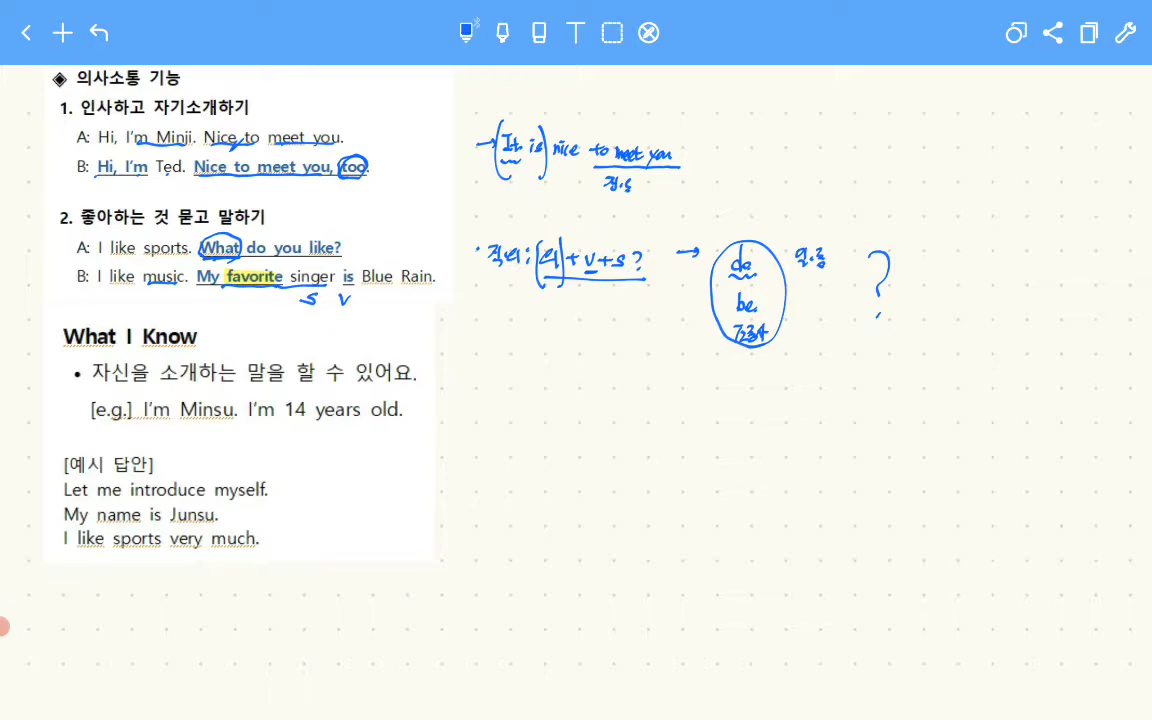 ◈ 의사소통 기능
1. 인사하고 자기소개하기
A: Hi, I'm Minji. Nice to meet you.
B: Hi, I'm Ted. Nice to meet you, too.
→ (It is) nice to meet you
2. 좋아하는 것 묻고 말하기
A: I like sports. What do you like?
B: I like music. My favorite singer is Blue Rain.
S V
+ V + S ?
→ do
be
?
What I Know
• 자신을 소개하는 말을 할 수 있어요.
[e.g.] I'm Minsu. I'm 14 years old.
[예시 답안]
Let me introduce myself.
My name is Junsu.
I like sports very much.